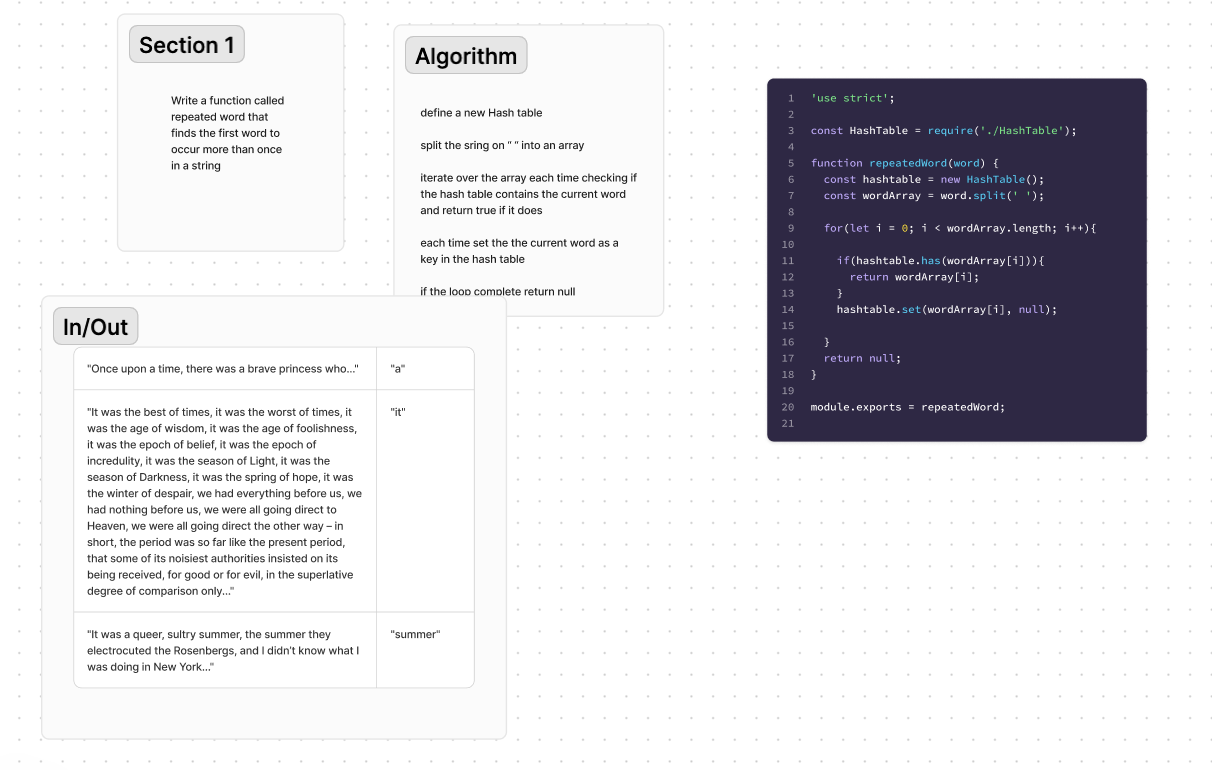 Section 1
Write a function called
repeated word that
finds the first word to
occur more than once
in a string
Algorithm
define a new Hash table
split the sring on “ “ into an array
iterate over the array each time checking if
the hash table contains the current word
and return true if it does
each time set the the current word as a
key in the hash table
if the loop complete return null
In/Out
"Once upon a time, there was a brave princess who..."
"a"
"It was the best of times, it was the worst of times, it
was the age of wisdom, it was the age of foolishness,
it was the epoch of belief, it was the epoch of
incredulity, it was the season of Light, it was the
season of Darkness, it was the spring of hope, it was
the winter of despair, we had everything before us, we
had nothing before us, we were all going direct to
Heaven, we were all going direct the other way – in
short, the period was so far like the present period,
that some of its noisiest authorities insisted on its
being received, for good or for evil, in the superlative
degree of comparison only..."
"it"
"It was a queer, sultry summer, the summer they
electrocuted the Rosenbergs, and I didn’t know what I
was doing in New York..."
"summer"
1 'use strict';
2
3 const HashTable = require('./HashTable');
4
5 function repeatedWord(word) {
6 const hashtable = new HashTable();
7 const wordArray = word.split(' ');
8
9 for(let i = 0; i < wordArray.length; i++){
10
11 if(hashtable.has(wordArray[i])){
12 return wordArray[i];
13 }
14 hashtable.set(wordArray[i], null);
15
16 }
17 return null;
18 }
19
20 module.exports = repeatedWord;
21